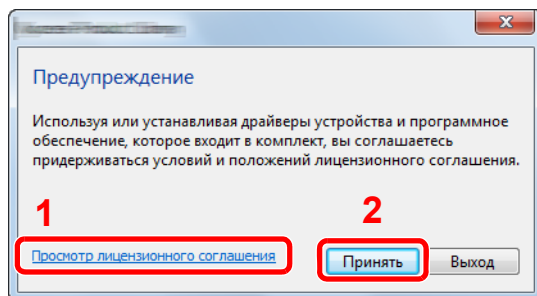 Предупреждение
Используя или устанавливая драйверы устройства и программное
обеспечение, которое входит в комплект, вы соглашаетесь
придерживаться условий и положений лицензионного соглашения.
1
2
Просмотр лицензионного соглашения
Принять
Выход